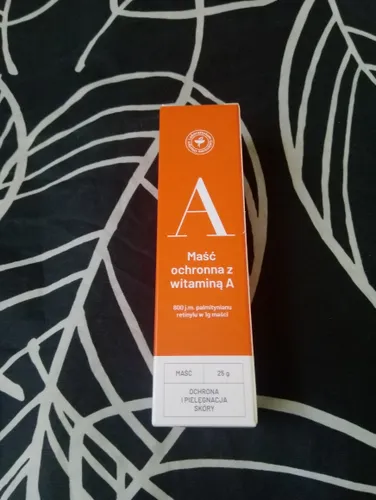 A
Maść
ochronna z
witaminą A
800 j.m. palmitynianu
retinylu w 1g maści
MAŚĆ
25 g
OCHRONA
I PIELĘGNACJA
SKÓRY